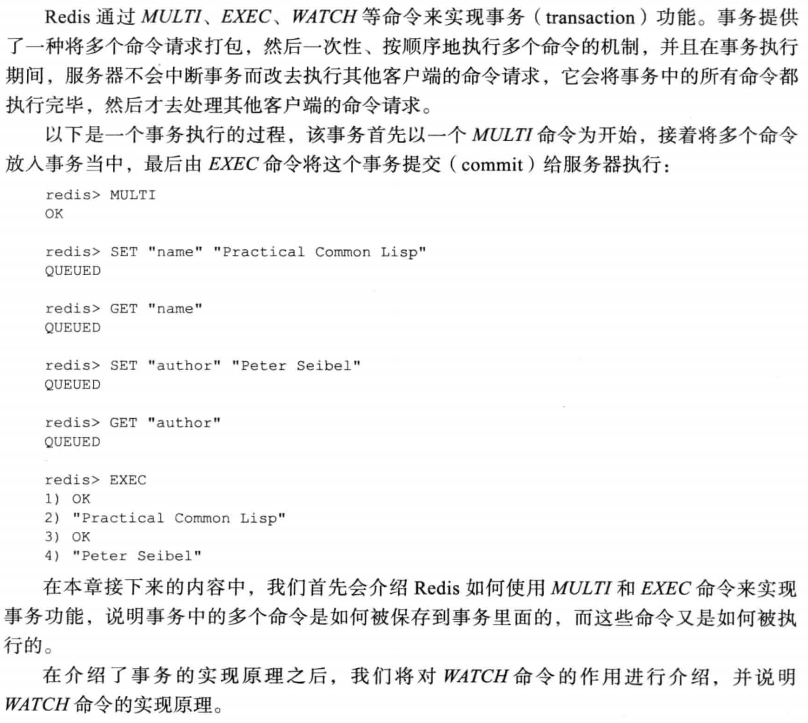 Redis 通过 MULTI、EXEC、WATCH 等命令来实现事务（transaction）功能。事务提供
了一种将多个命令请求打包，然后一次性、按顺序地执行多个命令的机制，并且在事务执行
期间，服务器不会中断事务而改去执行其他客户端的命令请求，它会将事务中的所有命令都
执行完毕，然后才去处理其他客户端的命令请求。
以下是一个事务执行的过程，该事务首先以一个 MULTI 命令为开始，接着将多个命令
放入事务当中，最后由 EXEC 命令将这个事务提交（commit）给服务器执行：
redis> MULTI
OK
redis> SET "name" "Practical Common Lisp"
QUEUED
redis> GET "name"
QUEUED
redis> SET "author" "Peter Seibel"
QUEUED
redis> GET "author"
QUEUED
redis> EXEC
1) OK
2) "Practical Common Lisp"
3) OK
4) "Peter Seibel"
在本章接下来的内容中，我们首先会介绍 Redis 如何使用 MULTI 和 EXEC 命令来实现
事务功能，说明事务中的多个命令是如何被保存到事务里面的，而这些命令又是如何被执
行的。
在介绍了事务的实现原理之后，我们将对 WATCH 命令的作用进行介绍，并说明
WATCH 命令的实现原理。